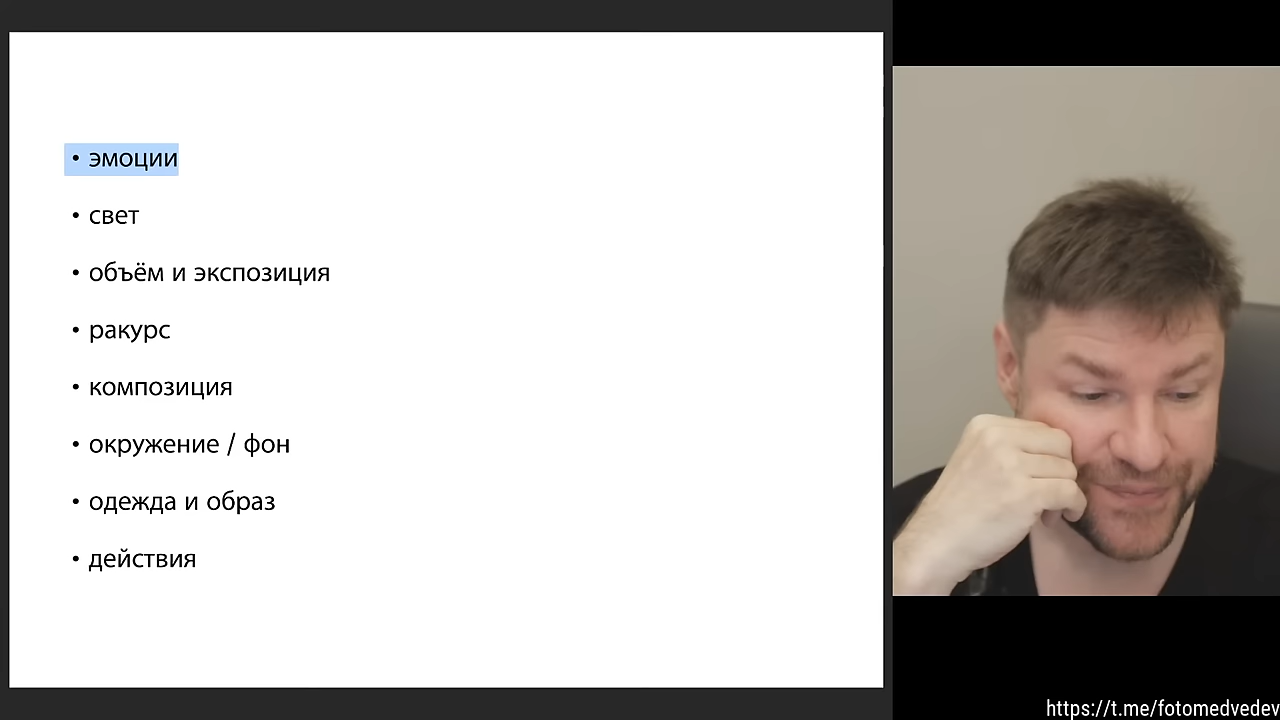 • эмоции
• свет
• объём и экспозиция
• ракурс
• композиция
• окружение / фон
• одежда и образ
• действия
https://t.me/fotomedvedev